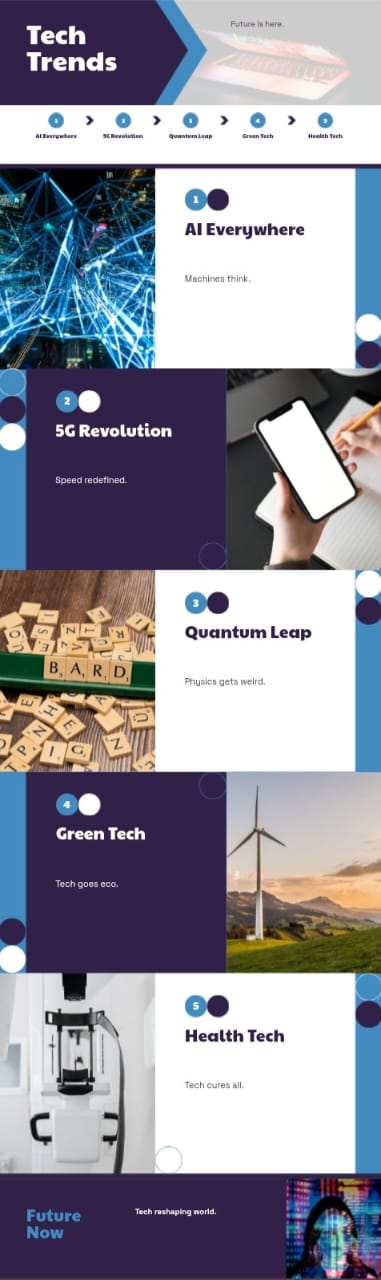 Tech
Trends
Future is here.
1
2
3
4
5
AI Everywhere
5G Revolution
Quantum Leap
Green Tech
Health Tech
1
AI Everywhere
Machines think.
2
5G Revolution
Speed redefined.
3
Quantum Leap
Physics gets weird.
BARD
4
Green Tech
Tech goes eco.
5
Health Tech
Tech cures all.
Future
Now
Tech reshaping world.